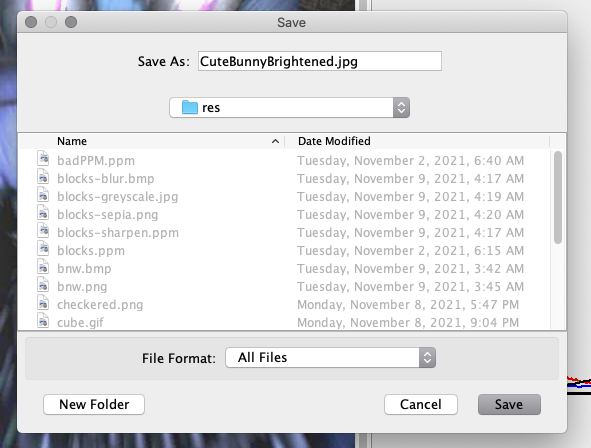 Save
Save As: CuteBunnyBrightened.jpg
res
Name Date Modified
badPPM.ppm Tuesday, November 2, 2021, 6:40 AM
blocks-blur.bmp Tuesday, November 9, 2021, 4:17 AM
blocks-greyscale.jpg Tuesday, November 9, 2021, 4:19 AM
blocks-sepia.png Tuesday, November 9, 2021, 4:20 AM
blocks-sharpen.ppm Tuesday, November 9, 2021, 4:17 AM
blocks.ppm Tuesday, November 2, 2021, 6:15 AM
bnw.bmp Tuesday, November 9, 2021, 3:42 AM
bnw.png Tuesday, November 9, 2021, 3:45 AM
checkered.png Monday, November 8, 2021, 5:47 PM
cube.gif Monday, November 8, 2021, 9:04 PM
File Format: All Files
New Folder Cancel Save